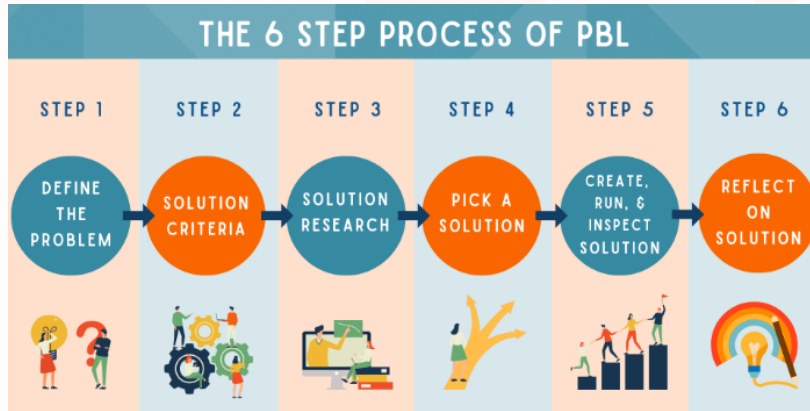 THE 6 STEP PROCESS OF PBL
STEP 1
DEFINE
THE
PROBLEM
STEP 2
SOLUTION
CRITERIA
STEP 3
SOLUTION
RESEARCH
STEP 4
PICK A
SOLUTION
STEP 5
CREATE,
RUN, &
INSPECT
SOLUTION
STEP 6
REFLECT
ON
SOLUTION